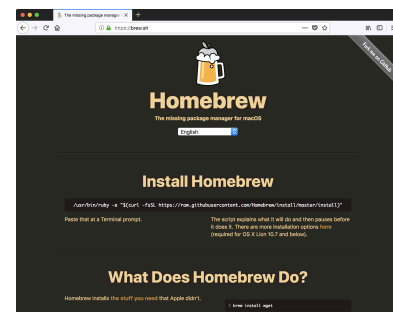 The missing package manager
https://brew.sh
Fork me on GitHub
Homebrew
The missing package manager for macOS
English
Install Homebrew
/usr/bin/ruby -e "$(curl -fsSL https://raw.githubusercontent.com/Homebrew/install/master/install)"
Paste that at a Terminal prompt.
The script explains what it will do and then pauses before
it does it. There are more installation options here
(required for OS X Lion 10.7 and below).
What Does Homebrew Do?
Homebrew installs the stuff you need that Apple didn't.
$ brew install wget